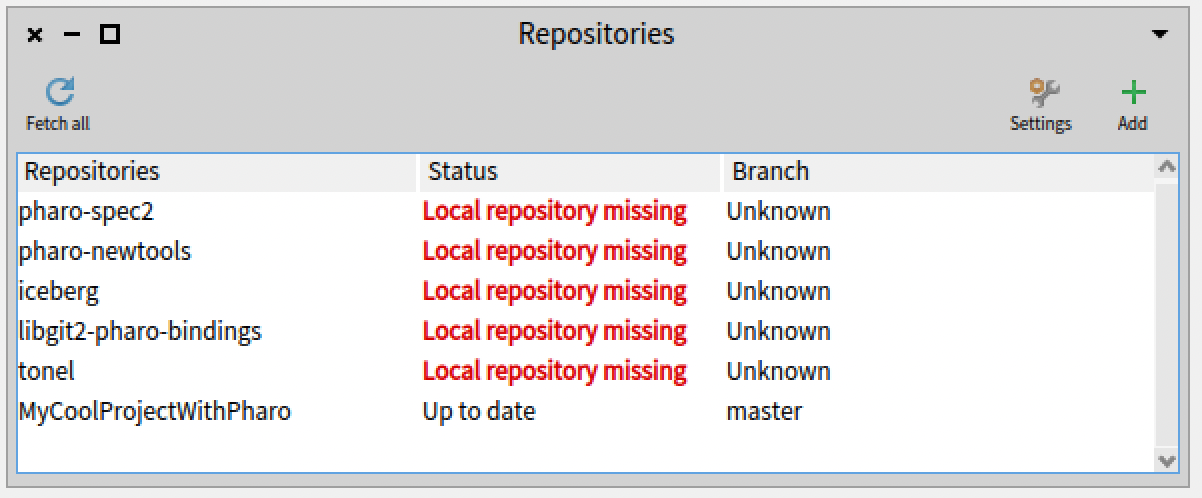 Repositories
Fetch all
Settings Add
Repositories Status Branch
pharo-spec2 Local repository missing Unknown
pharo-newtools Local repository missing Unknown
iceberg Local repository missing Unknown
libgit2-pharo-bindings Local repository missing Unknown
tonel Local repository missing Unknown
MyCoolProjectWithPharo Up to date master